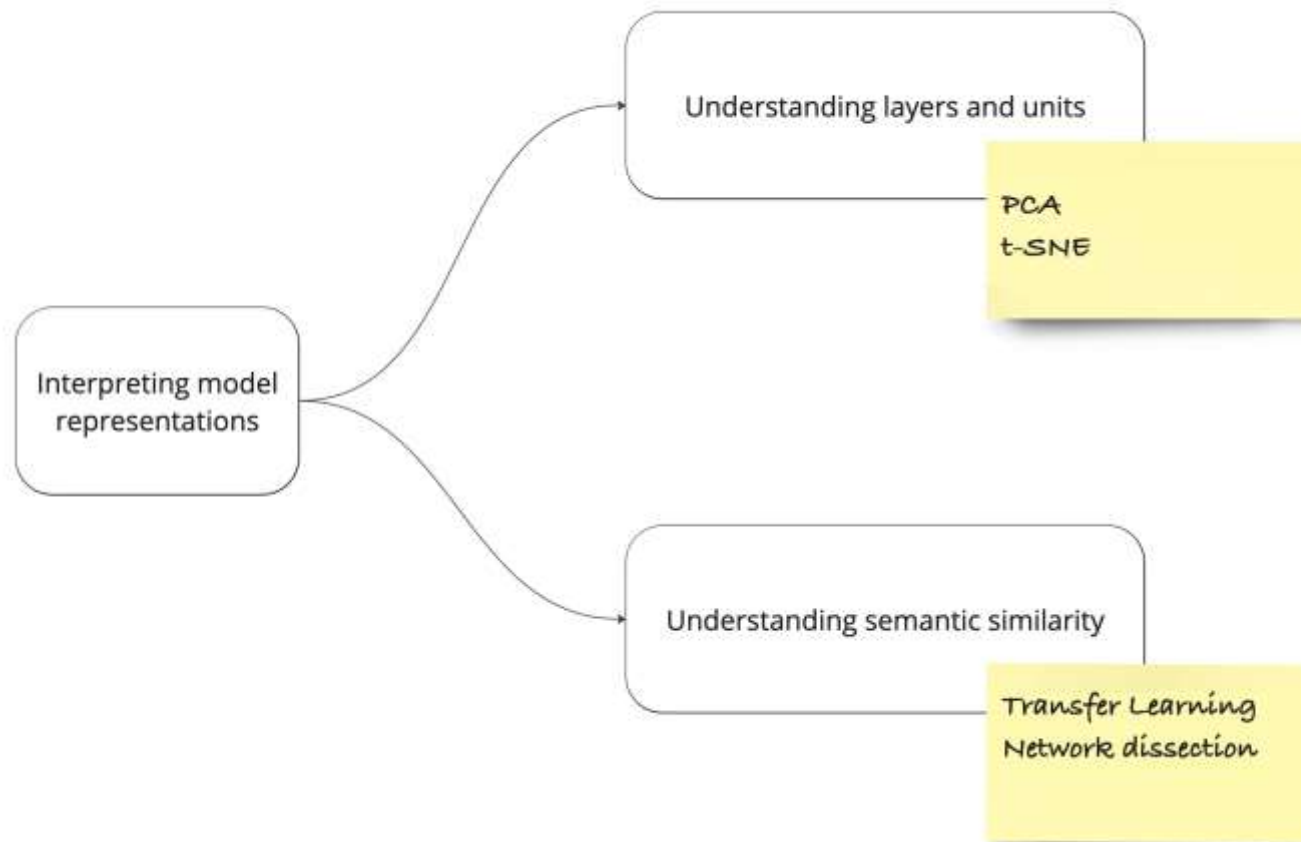 Understanding layers and units
PCA
t-SNE
Interpreting model
representations
Understanding semantic similarity
Transfer Learning
Network dissection